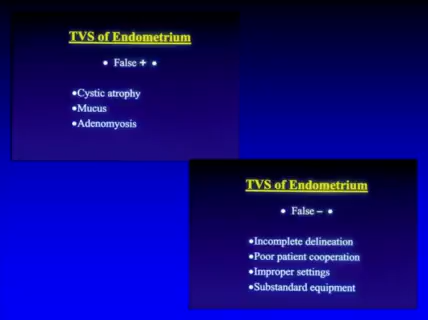 TVS of Endometrium
• False + •
•Cystic atrophy
•Mucus
•Adenomyosis
TVS of Endometrium
• False – •
•Incomplete delineation
•Poor patient cooperation
•Improper settings
•Substandard equipment